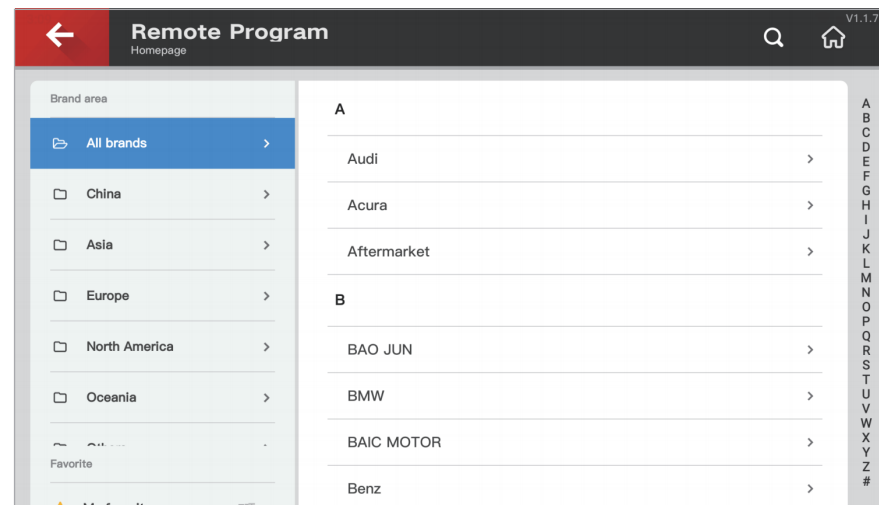 Remote Program
Homepage
V1.1.7
Brand area
All brands
China
Asia
Europe
North America
Oceania
Favorite
A
Audi
Acura
Aftermarket
B
BAO JUN
BMW
BAIC MOTOR
Benz
A
B
C
D
E
F
G
H
I
J
K
L
M
N
O
P
Q
R
S
T
U
V
W
X
Y
Z
#